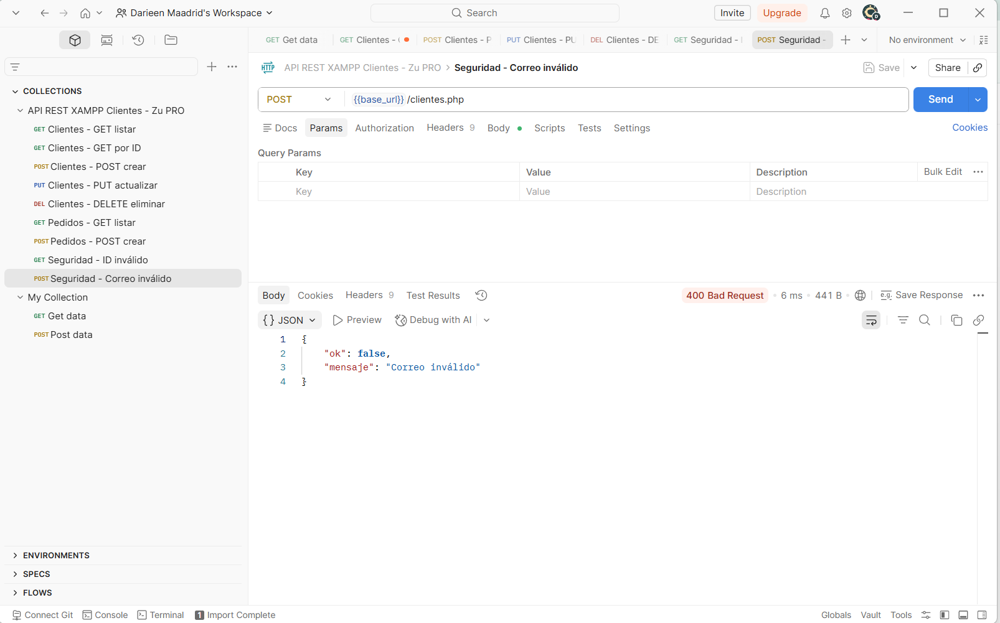 Darieen Maadrid's Workspace
Search
Invite
Upgrade
GET Get data
GET Clientes - (
POST Clientes - P
PUT Clientes - PU
DEL Clientes - DE
GET Seguridad - I
POST Seguridad -
No environment
HTTP API REST XAMPP Clientes - Zu PRO > Seguridad - Correo inválido
Save
Share
COLLECTIONS
API REST XAMPP Clientes - Zu PRO
GET Clientes - GET listar
GET Clientes - GET por ID
POST Clientes - POST crear
PUT Clientes - PUT actualizar
DEL Clientes - DELETE eliminar
GET Pedidos - GET listar
POST Pedidos - POST crear
GET Seguridad - ID inválido
POST Seguridad - Correo inválido
My Collection
GET Get data
POST Post data
ENVIRONMENTS
SPECS
FLOWS
POST
{{base_url}} /clientes.php
Send
Docs Params Authorization Headers 9 Body Scripts Tests Settings
Cookies
Query Params
Key Value Description Bulk Edit
Key Value Description
Body Cookies Headers 9 Test Results
400 Bad Request 6 ms 441 B e.g. Save Response
{} JSON Preview Debug with AI
1 {
2 "ok": false,
3 "mensaje": "Correo inválido"
4 }
Connect Git Console Terminal 1 Import Complete
Globals Vault Tools